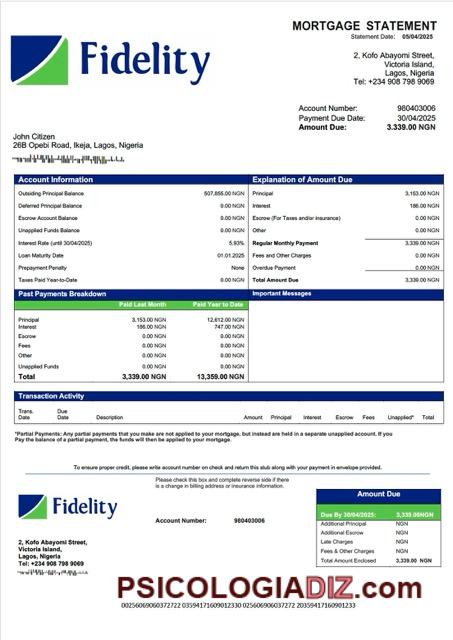 MORTGAGE STATEMENT
Statement Date: 05/04/2025
Fidelity
2, Kofo Abayomi Street,
Victoria Island,
Lagos, Nigeria
Tel: +234 908 798 9069
Account Number: 980403006
Payment Due Date: 30/04/2025
Amount Due: 3.339.00 NGN
John Citizen
26B Opebi Road, Ikeja, Lagos, Nigeria
Account Information
Outsiding Principal Balance 507,855.00 NGN
Deferred Principal Balance 0.00 NGN
Escrow Account Balance 0.00 NGN
Unapplied Funds Balance 0.00 NGN
Interest Rate (until 30/04/2025) 5.93%
Loan Maturity Date 01.01.2025
Prepayment Penalty None
Taxes Paid Year-to-Date 0.00 NGN
Explanation of Amount Due
Principal 3,153.00 NGN
Interest 186.00 NGN
Escrow (For Taxes and/or insurance) 0.00 NGN
Other 0.00 NGN
Regular Monthly Payment 3,339.00 NGN
Fees and Other Charges 0.00 NGN
Overdue Payment 0.00 NGN
Total Amount Due 3,339.00 NGN
Past Payments Breakdown
Paid Last Month Paid Year to Date
Principal 3,153.00 NGN 12,612.00 NGN
Interest 186.00 NGN 747.00 NGN
Escrow 0.00 NGN 0.00 NGN
Fees 0.00 NGN 0.00 NGN
Other 0.00 NGN 0.00 NGN
Unapplied Funds 0.00 NGN 0.00 NGN
Total 3,339.00 NGN 13,359.00 NGN
Important Messages
Transaction Activity
Trans. Date Due Date Description Amount Principal Interest Escrow Fees Unapplied* Total
*Partial Payments: Any partial payments that you make are not applied to your mortgage, but instead are held in a separate unapplied account. If you
Pay the balance of a partial payment, the funds will then be applied to your mortgage.
To ensure proper credit, please write account number on check and return this stub along with your payment in envelope provided.
Please check this box and complete reverse side if there
is a change in billing address or insurance information.
Fidelity
Account Number: 980403006
2, Kofo Abayomi Street,
Victoria Island,
Lagos, Nigeria
Tel: +234 908 798 9069
Amount Due
Due By 30/04/2025: 3,339.00NGN
Additional Principal NGN
Additional Escrow NGN
Late Charges NGN
Fees & Other Charges NGN
Total Amount Enclosed 3,339.00 NGN
PSICOLOGIADIZ.com